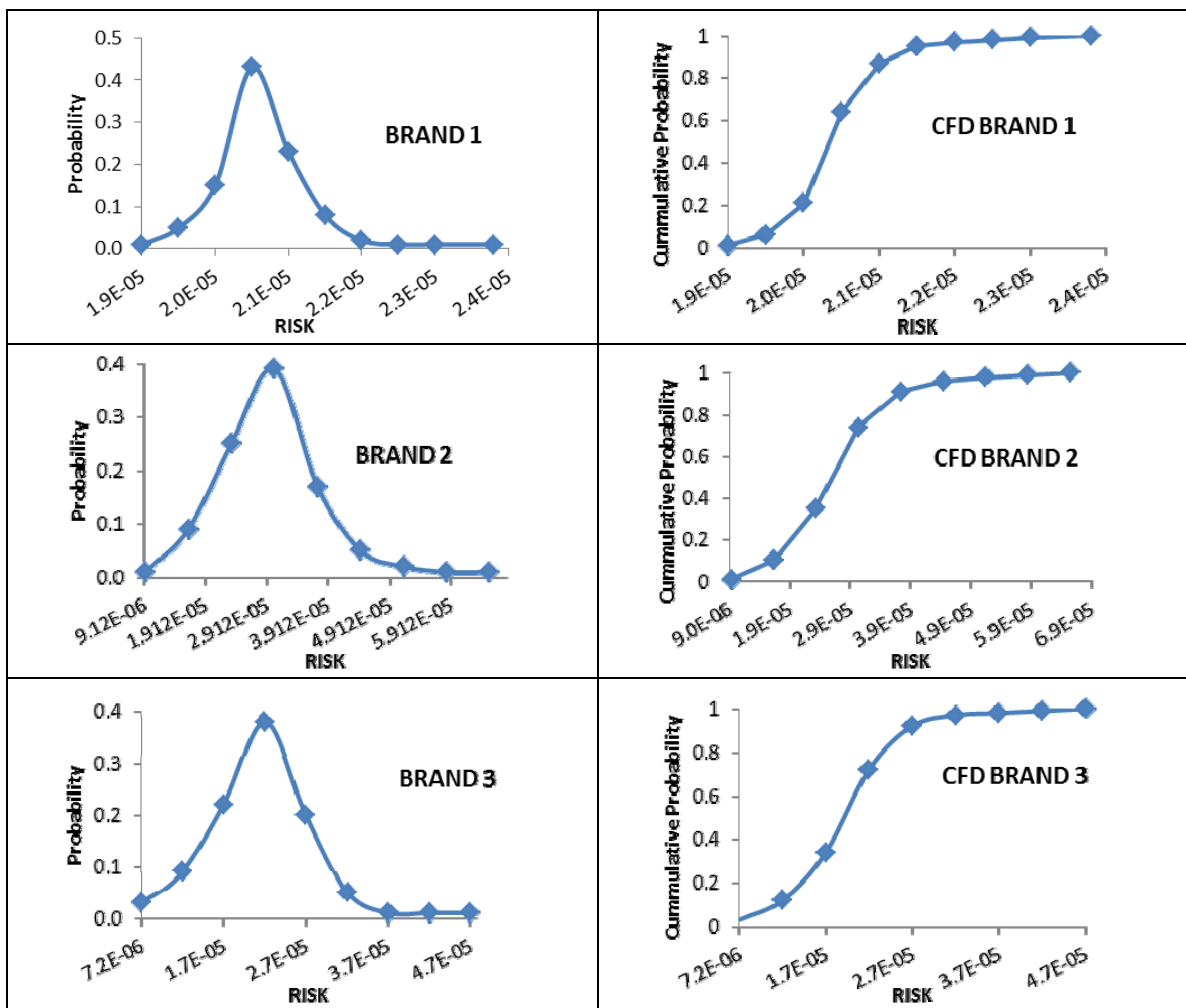 0.5
0.4
0.3
0.2
0.1
0.0
Probability
BRAND 1
1.9E-05
2.0E-05
2.1E-05
2.2E-05
2.3E-05
2.4E-05
RISK
1
0.8
0.6
0.4
0.2
0
Cummulative Probability
CFD BRAND 1
1.9E-05
2.0E-05
2.1E-05
2.2E-05
2.3E-05
2.4E-05
RISK
0.4
0.3
0.2
0.1
0.0
Probability
BRAND 2
9.12E-06
1.912E-05
2.912E-05
3.912E-05
4.912E-05
5.912E-05
RISK
1
0.8
0.6
0.4
0.2
0
Cummulative Probability
CFD BRAND 2
9.0E-06
1.9E-05
2.9E-05
3.9E-05
4.9E-05
5.9E-05
6.9E-05
RISK
0.4
0.3
0.2
0.1
0.0
Probability
BRAND 3
7.2E-06
1.7E-05
2.7E-05
3.7E-05
4.7E-05
RISK
1
0.8
0.6
0.4
0.2
0
Cummulative Probability
CFD BRAND 3
7.2E-06
1.7E-05
2.7E-05
3.7E-05
4.7E-05
RISK